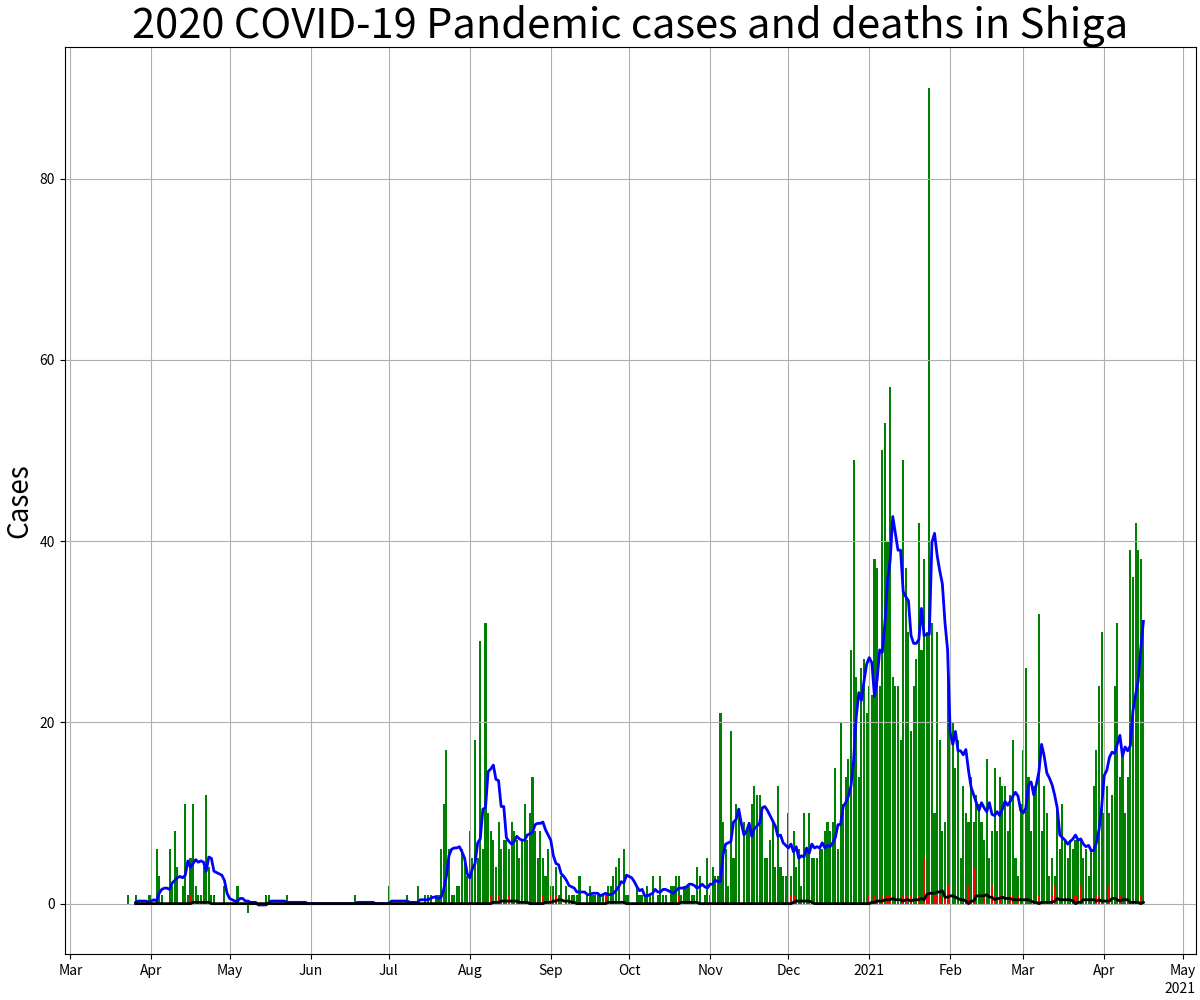 2020 COVID-19 Pandemic cases and deaths in Shiga
Cases
80
60
40
20
0
Mar Apr May Jun Jul Aug Sep Oct Nov Dec 2021 Feb Mar Apr May
2021